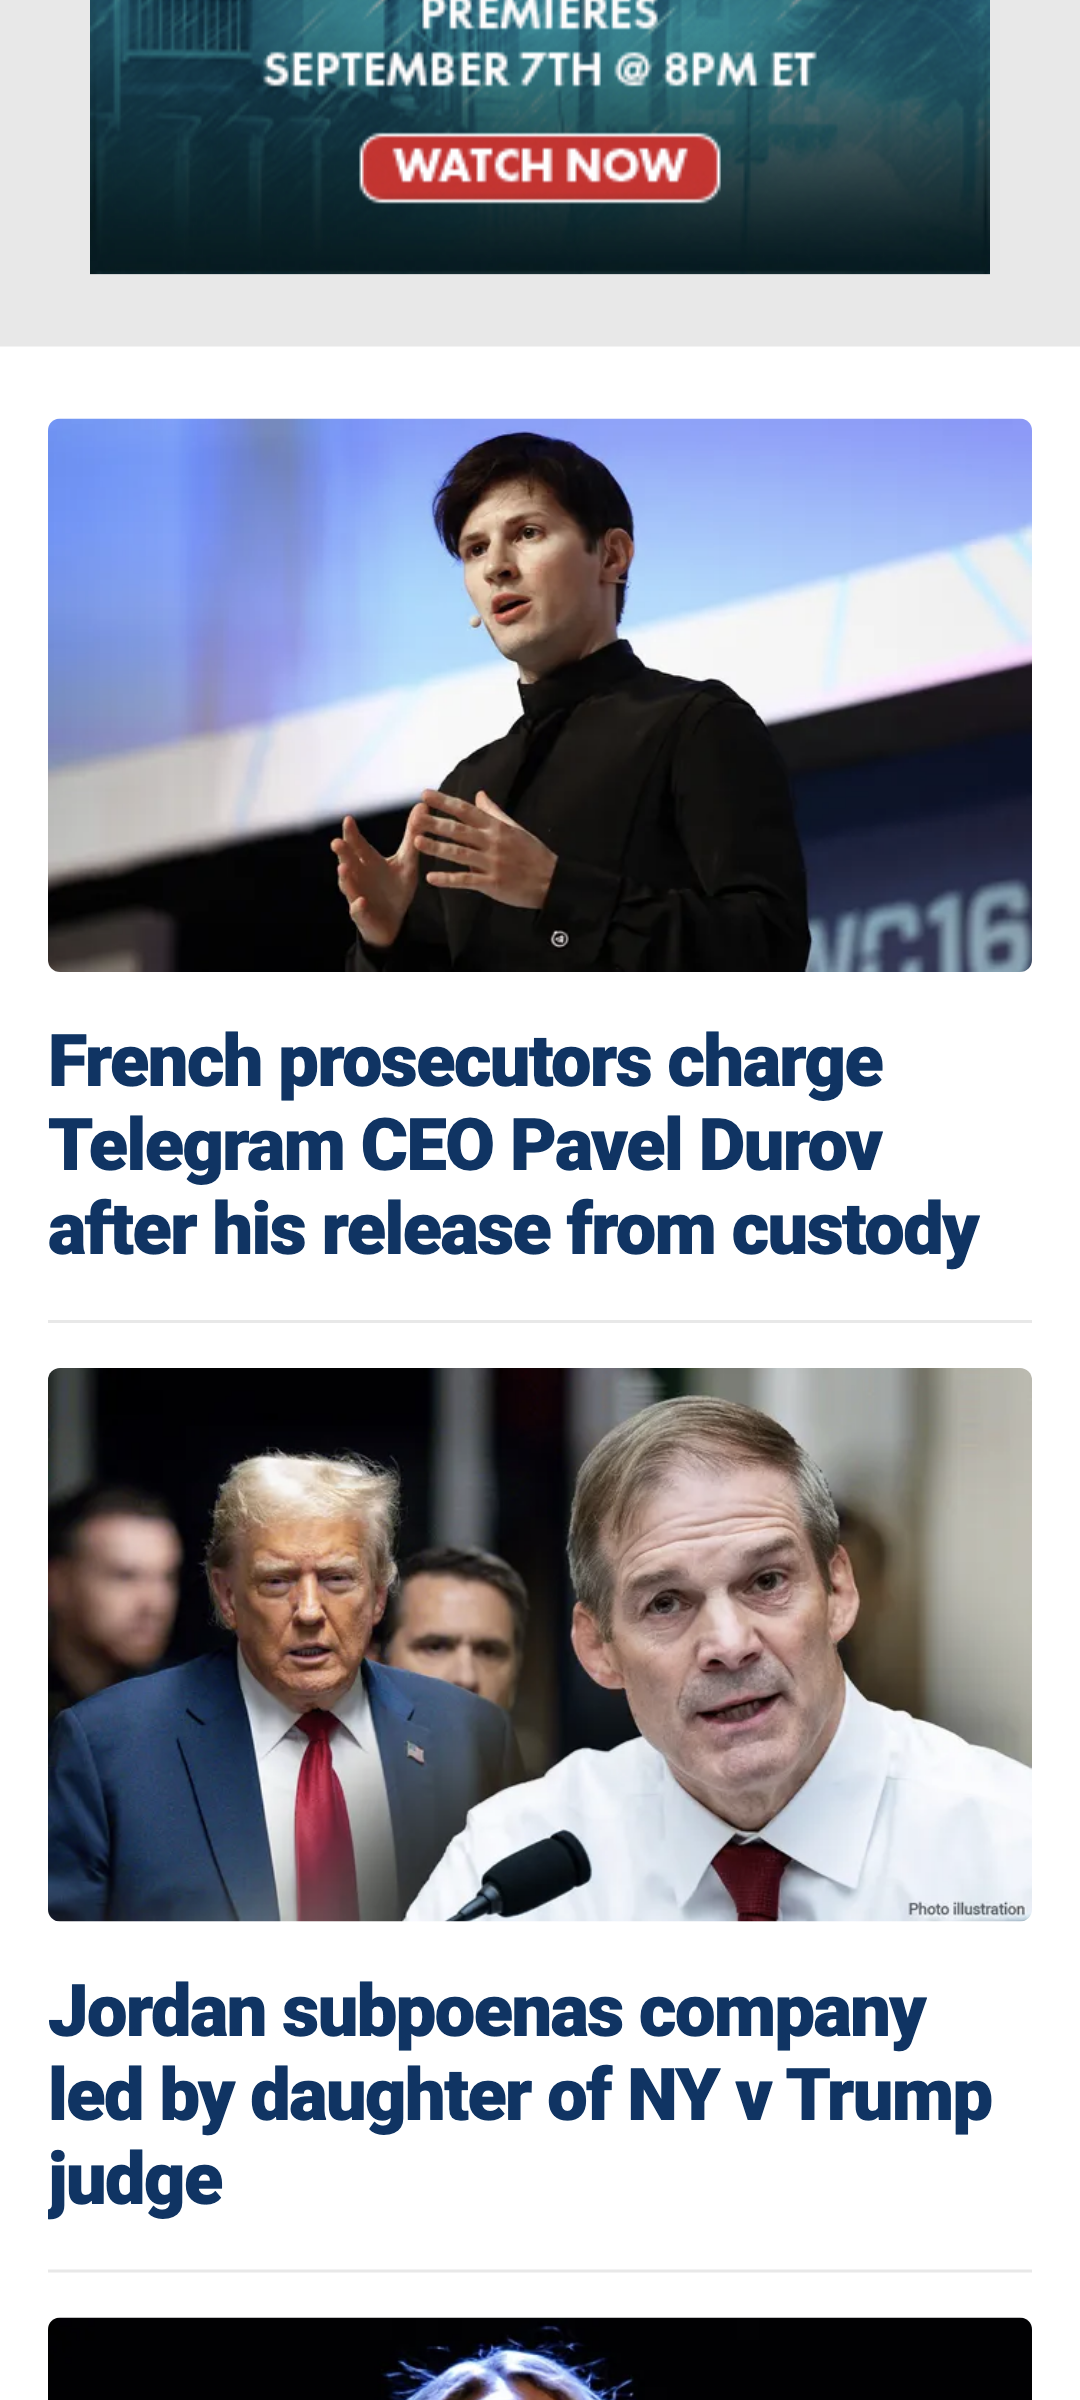 PREMIERES
SEPTEMBER 7TH @ 8PM ET
WATCH NOW
C16
French prosecutors charge
Telegram CEO Pavel Durov
after his release from custody
Photo illustration
Jordan subpoenas company
led by daughter of NY v Trump
judge